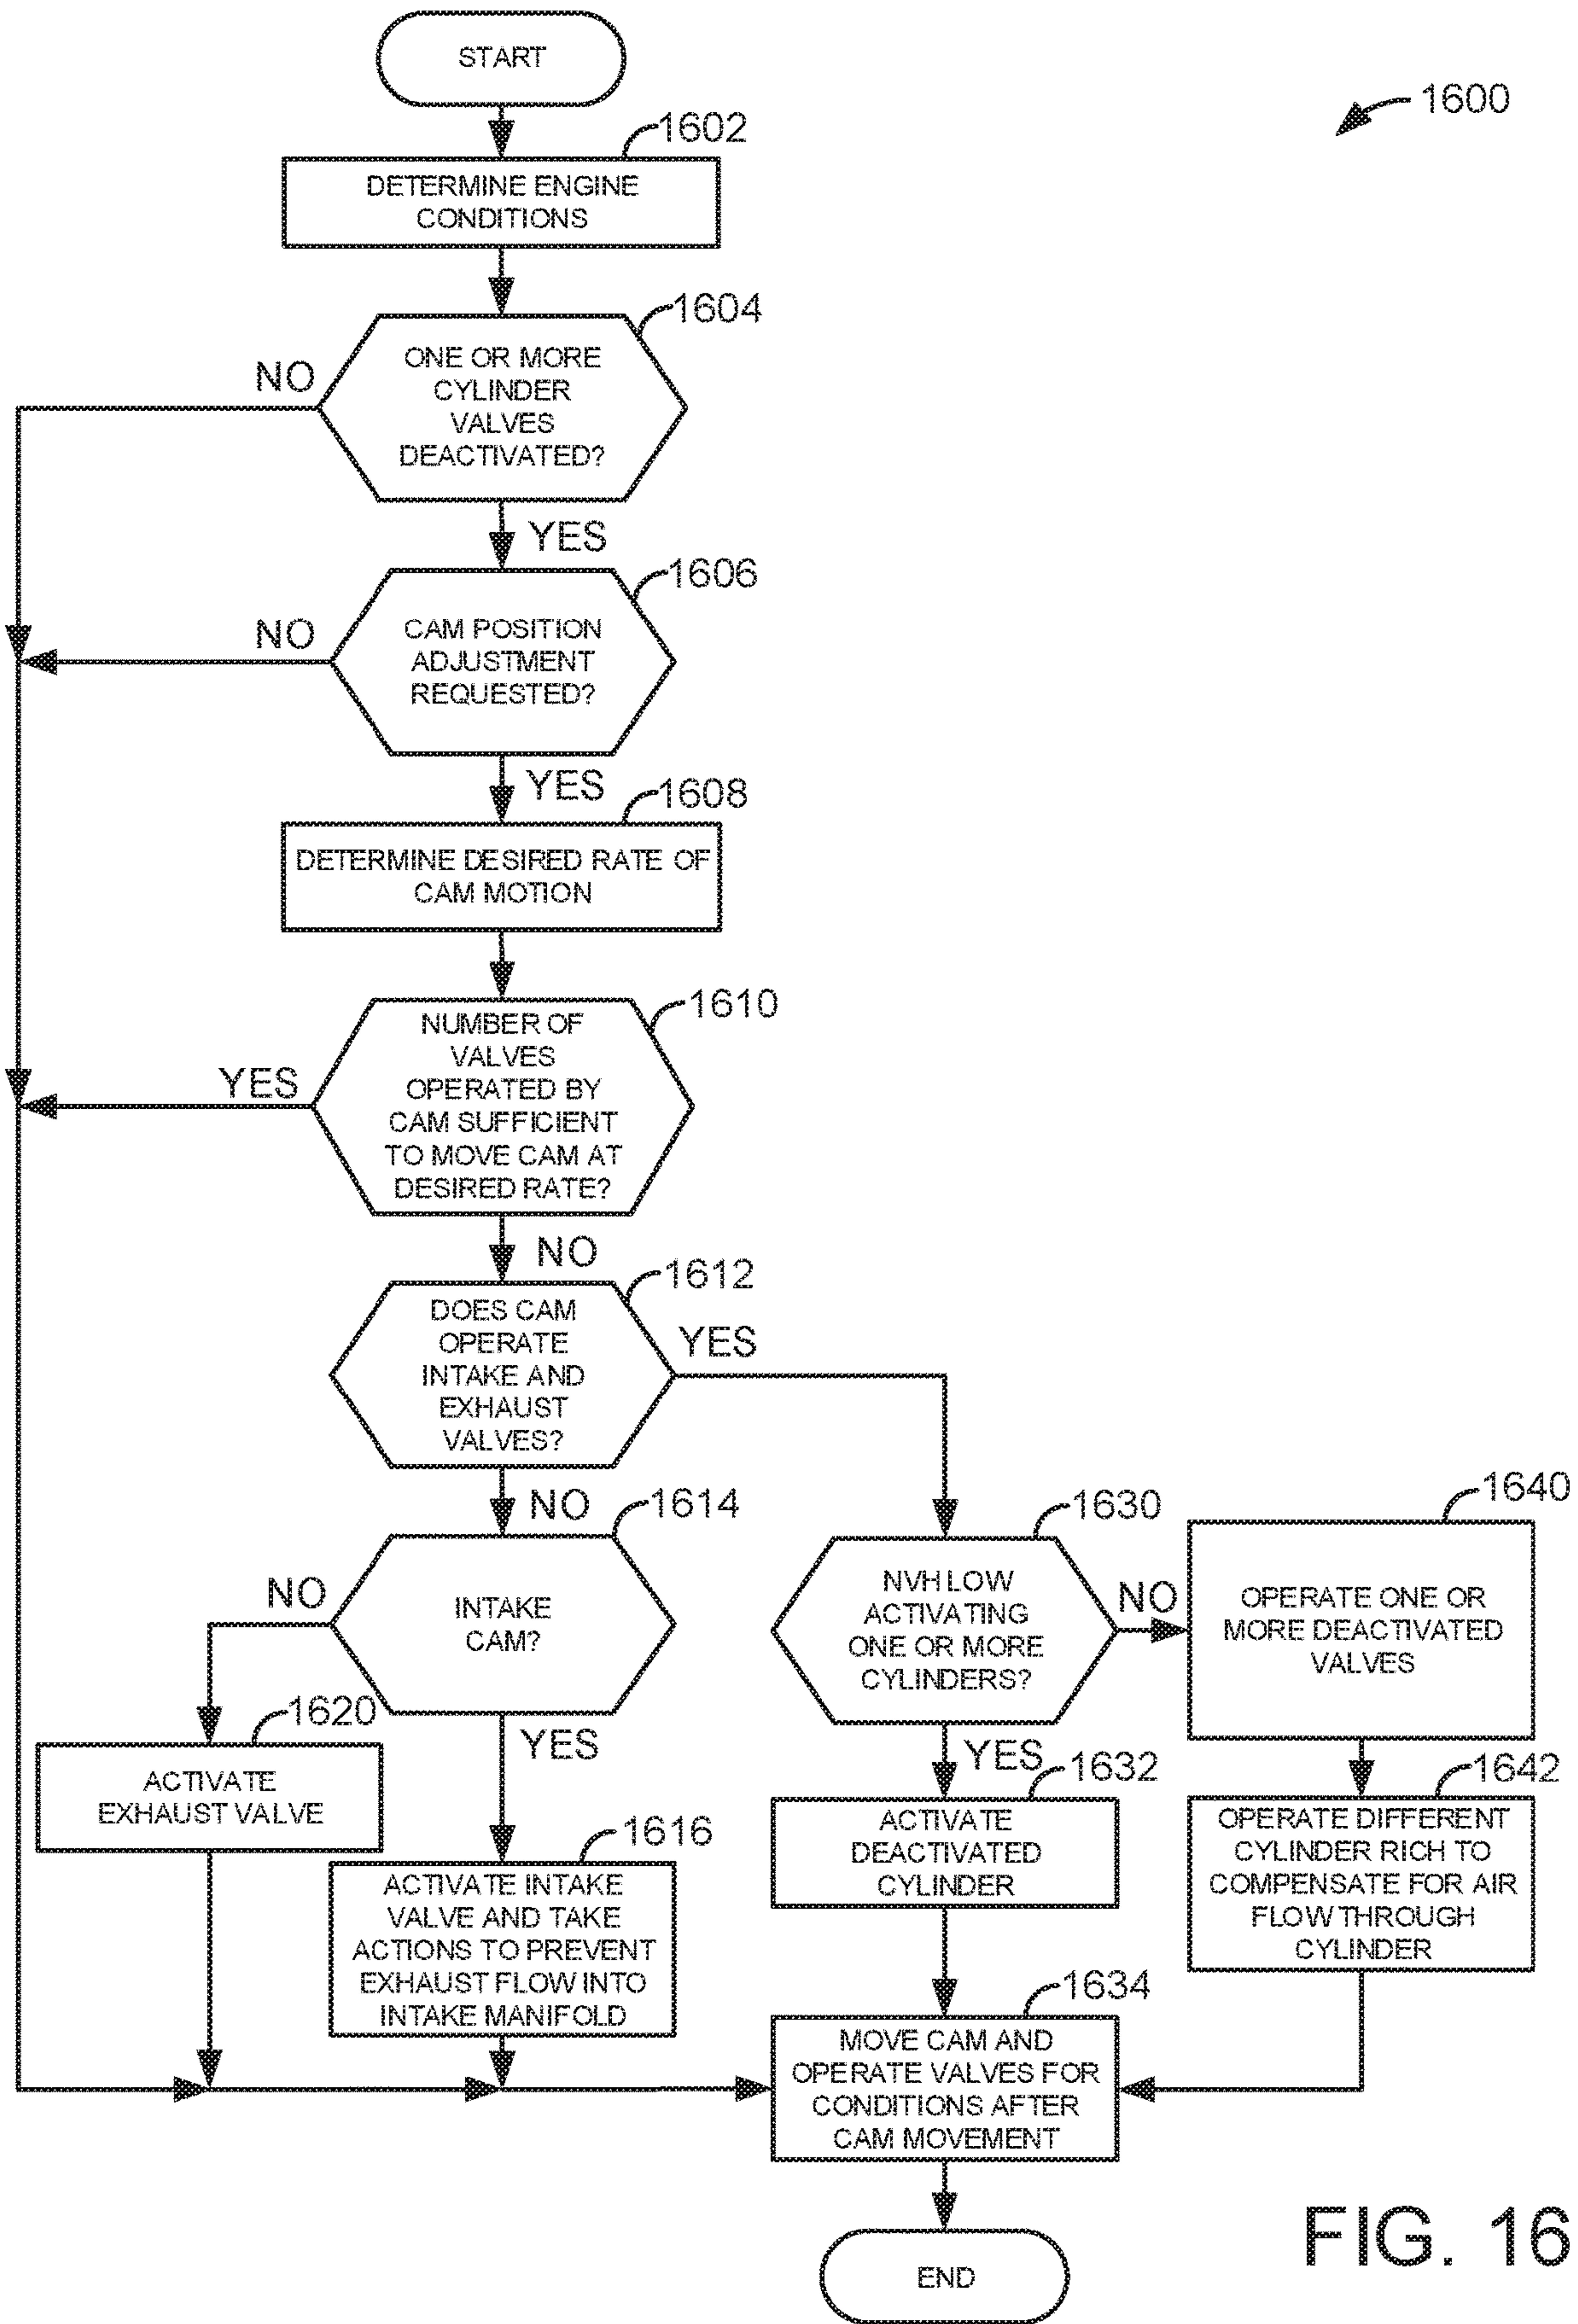 START
1600
1602
DETERMINE ENGINE
CONDITIONS
1604
ONE OR MORE
CYLINDER
VALVES
DEACTIVATED?
NO
YES
1606
CAM POSITION
ADJUSTMENT
REQUESTED?
NO
YES
1608
DETERMINE DESIRED RATE OF
CAM MOTION
1610
NUMBER OF
VALVES
OPERATED BY
CAM SUFFICIENT
TO MOVE CAM AT
DESIRED RATE?
YES
NO
1612
DOES CAM
OPERATE
INTAKE AND
EXHAUST
VALVES?
YES
NO
1614
INTAKE
CAM?
NO
YES
1620
ACTIVATE
EXHAUST VALVE
1616
ACTIVATE INTAKE
VALVE AND TAKE
ACTIONS TO PREVENT
EXHAUST FLOW INTO
INTAKE MANIFOLD
1630
NVH LOW
ACTIVATING
ONE OR MORE
CYLINDERS?
NO
YES
1640
OPERATE ONE OR
MORE DEACTIVATED
VALVES
1632
ACTIVATE
DEACTIVATED
CYLINDER
1642
OPERATE DIFFERENT
CYLINDER RICH TO
COMPENSATE FOR AIR
FLOW THROUGH
CYLINDER
1634
MOVE CAM AND
OPERATE VALVES FOR
CONDITIONS AFTER
CAM MOVEMENT
END
FIG. 16